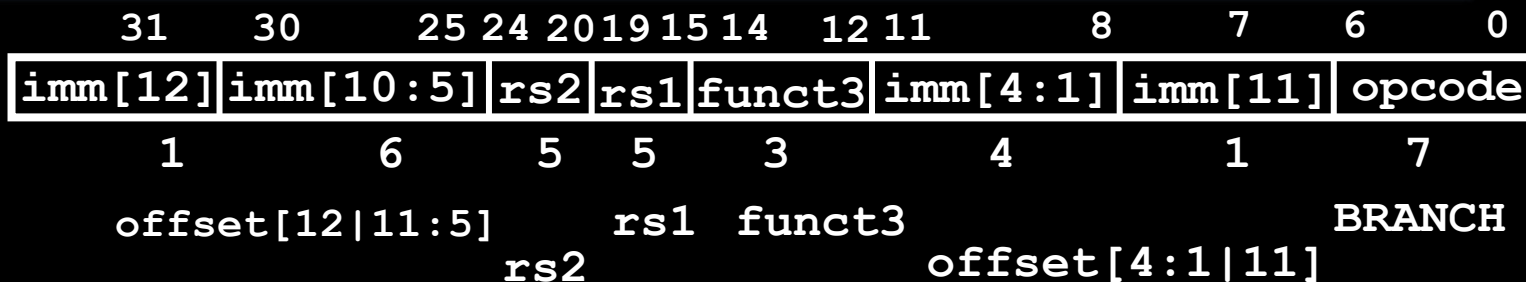 31 30 25 24 20 19 15 14 12 11 8 7 6 0
imm[12] imm[10:5] rs2 rs1 funct3 imm[4:1] imm[11] opcode
1 6 5 5 3 4 1 7
offset[12|11:5] rs1 funct3 BRANCH
rs2 offset[4:1|11]